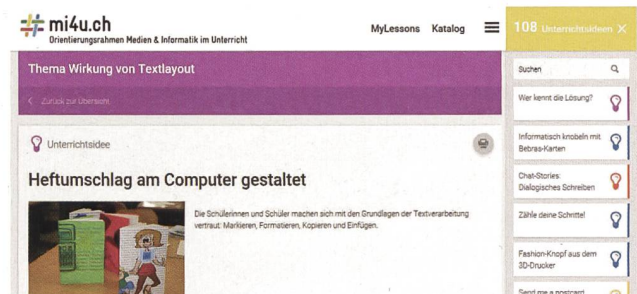 mi4u.ch
Orientierungsrahmen Medien & Informatik im Unterricht
MyLessons Katalog
Thema Wirkung von Textlayout
Zurück zur Übersicht
Unterrichtsidee
Heftumschlag am Computer gestaltet
Die Schülerinnen und Schüler machen sich mit den Grundlagen der Textverarbeitung
vertraut: Markieren, Formatieren, Kopieren und Einfügen.
108 Unterrichtsideen
Suchen
Wer kennt die Lösung?
Informatisch knobeln mit
Bebras-Karten
Chat-Stories:
Dialogisches Schreiben
Zähle deine Schritte!
Fashion-Knopf aus dem
3D-Drucker
Send me a postcard